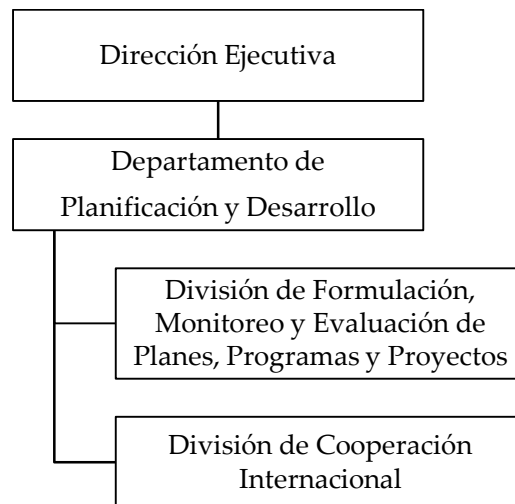 Dirección Ejecutiva
Departamento de
Planificación y Desarrollo
División de Formulación,
Monitoreo y Evaluación de
Planes, Programas y Proyectos
División de Cooperación
Internacional